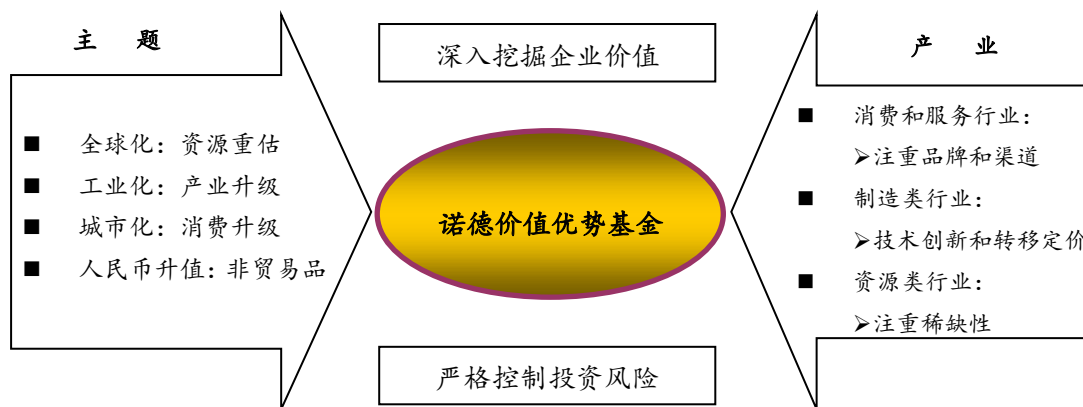 主 题
■ 全球化：资源重估
■ 工业化：产业升级
■ 城市化：消费升级
■ 人民币升值：非贸易品
深入挖掘企业价值
诺德价值优势基金
严格控制投资风险
产 业
■ 消费和服务行业：
➢注重品牌和渠道
■ 制造类行业：
➢技术创新和转移定价
■ 资源类行业：
➢注重稀缺性